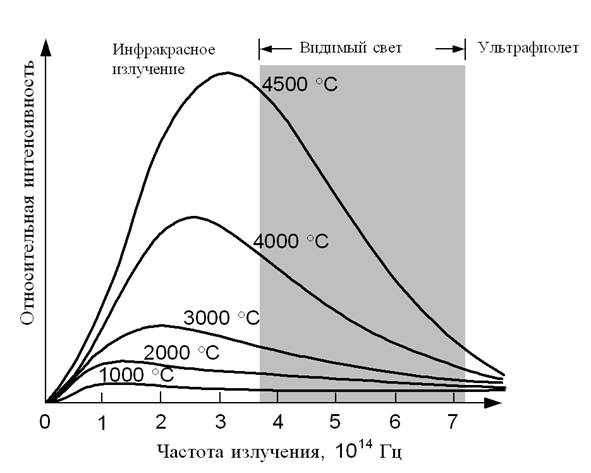 Инфракрасное
излучение
Видимый свет
Ультрафиолет
Относительная интенсивность
4500 °C
4000 °C
3000 °C
2000 °C
1000 °C
0 1 2 3 4 5 6 7
Частота излучения, 10¹⁴ Гц